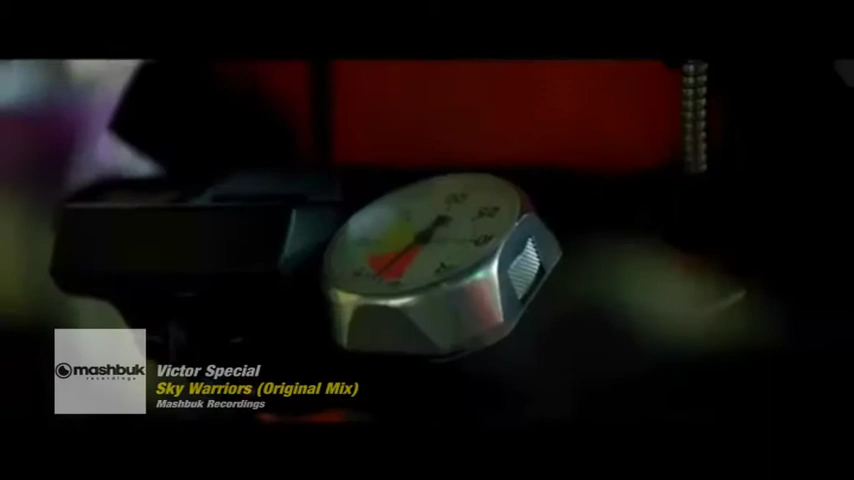 mashbuk
recordings
Victor Special
Sky Warriors (Original Mix)
Mashbuk Recordings